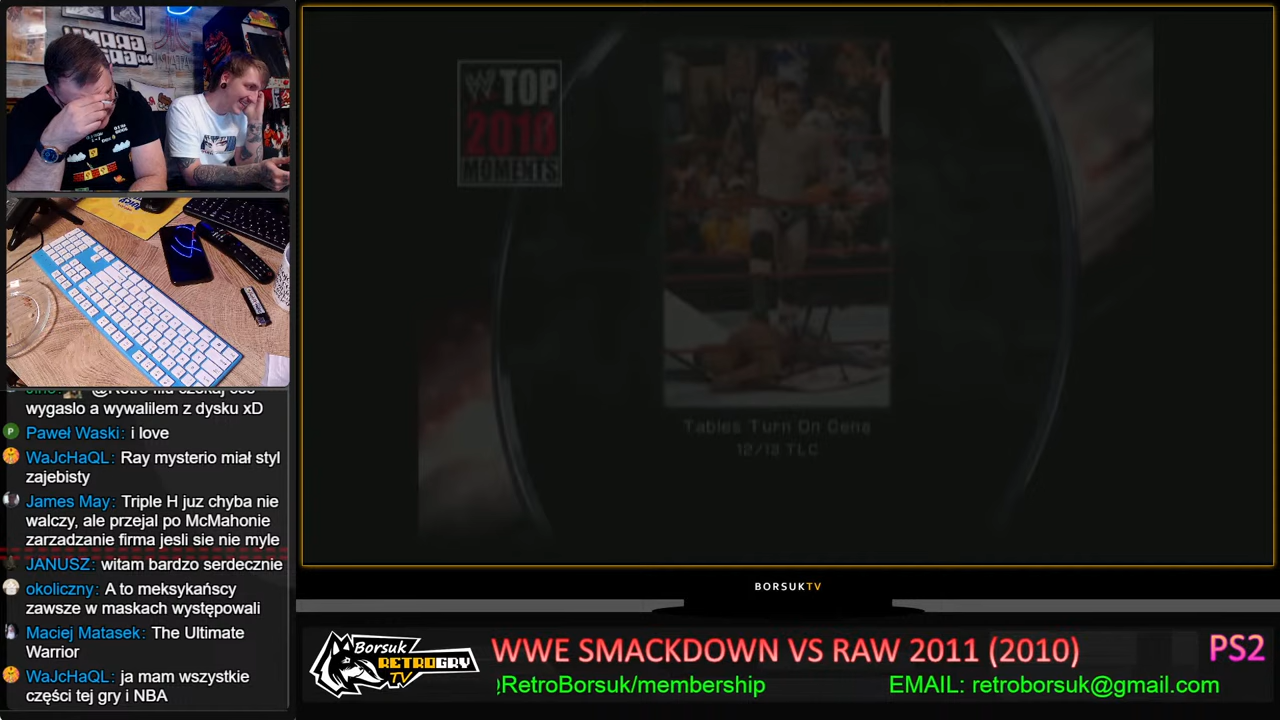 W TOP
2010
MOMENTS
Tables Turn On Cena
12/13 TLC
wygaslo a wywalilem z dysku xD
Paweł Waski: i love
WaJcHaQL: Ray mysterio miał styl
zajebisty
James May: Triple H juz chyba nie
walczy, ale przejal po McMahonie
zarzadzanie firma jesli sie nie myle
JANUSZ: witam bardzo serdecznie
okoliczny: A to meksykańscy
zawsze w maskach występowali
Maciej Matasek: The Ultimate
Warrior
WaJcHaQL: ja mam wszystkie
części tej gry i NBA
BORSUKTV
Borsuk
RETROGRY
TV
WWE SMACKDOWN VS RAW 2011 (2010)
PS2
RetroBorsuk/membership
EMAIL: retroborsuk@gmail.com